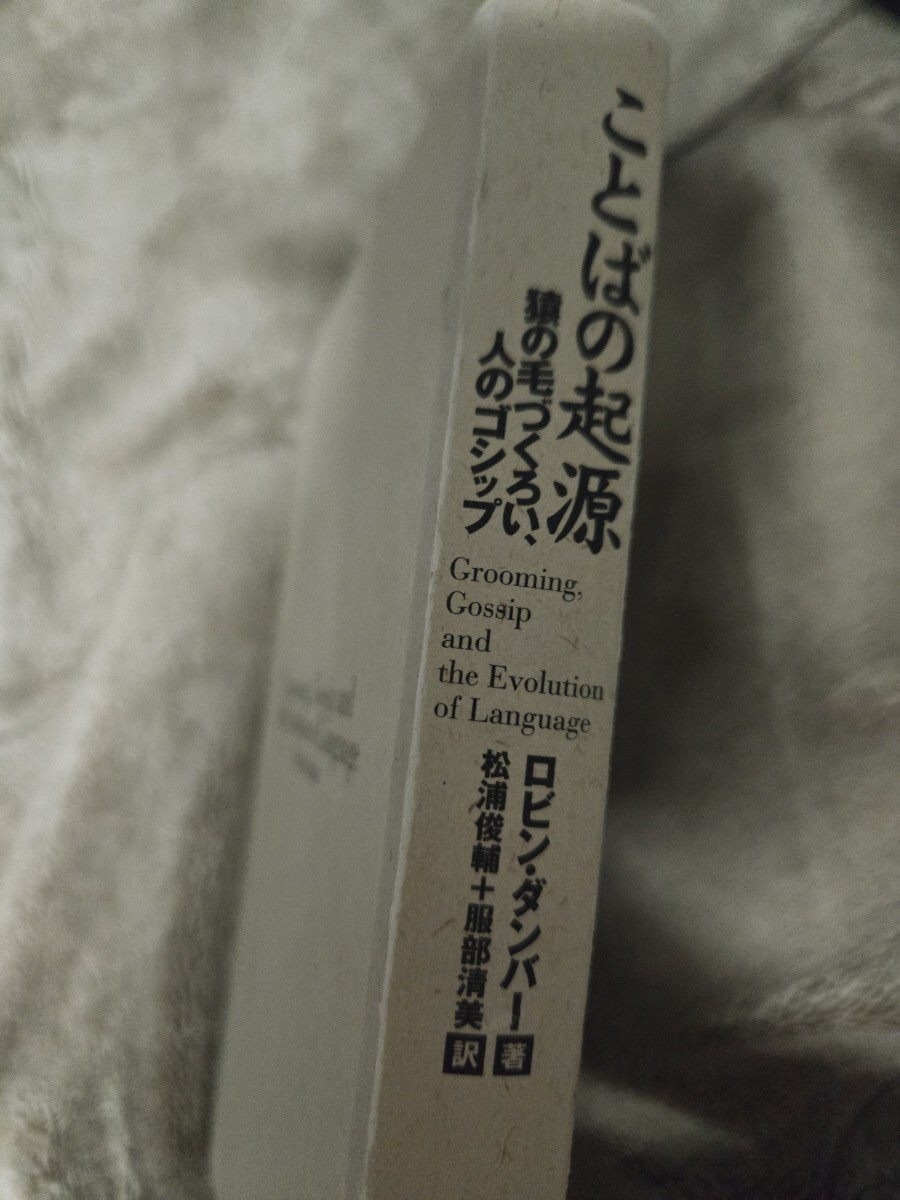 ことばの起源
猿の毛づくろい、
人のゴシップ
Grooming,
Gossip
and
the Evolution
of Language
ロビン・ダンバー 著
松浦俊輔+服部清美 訳